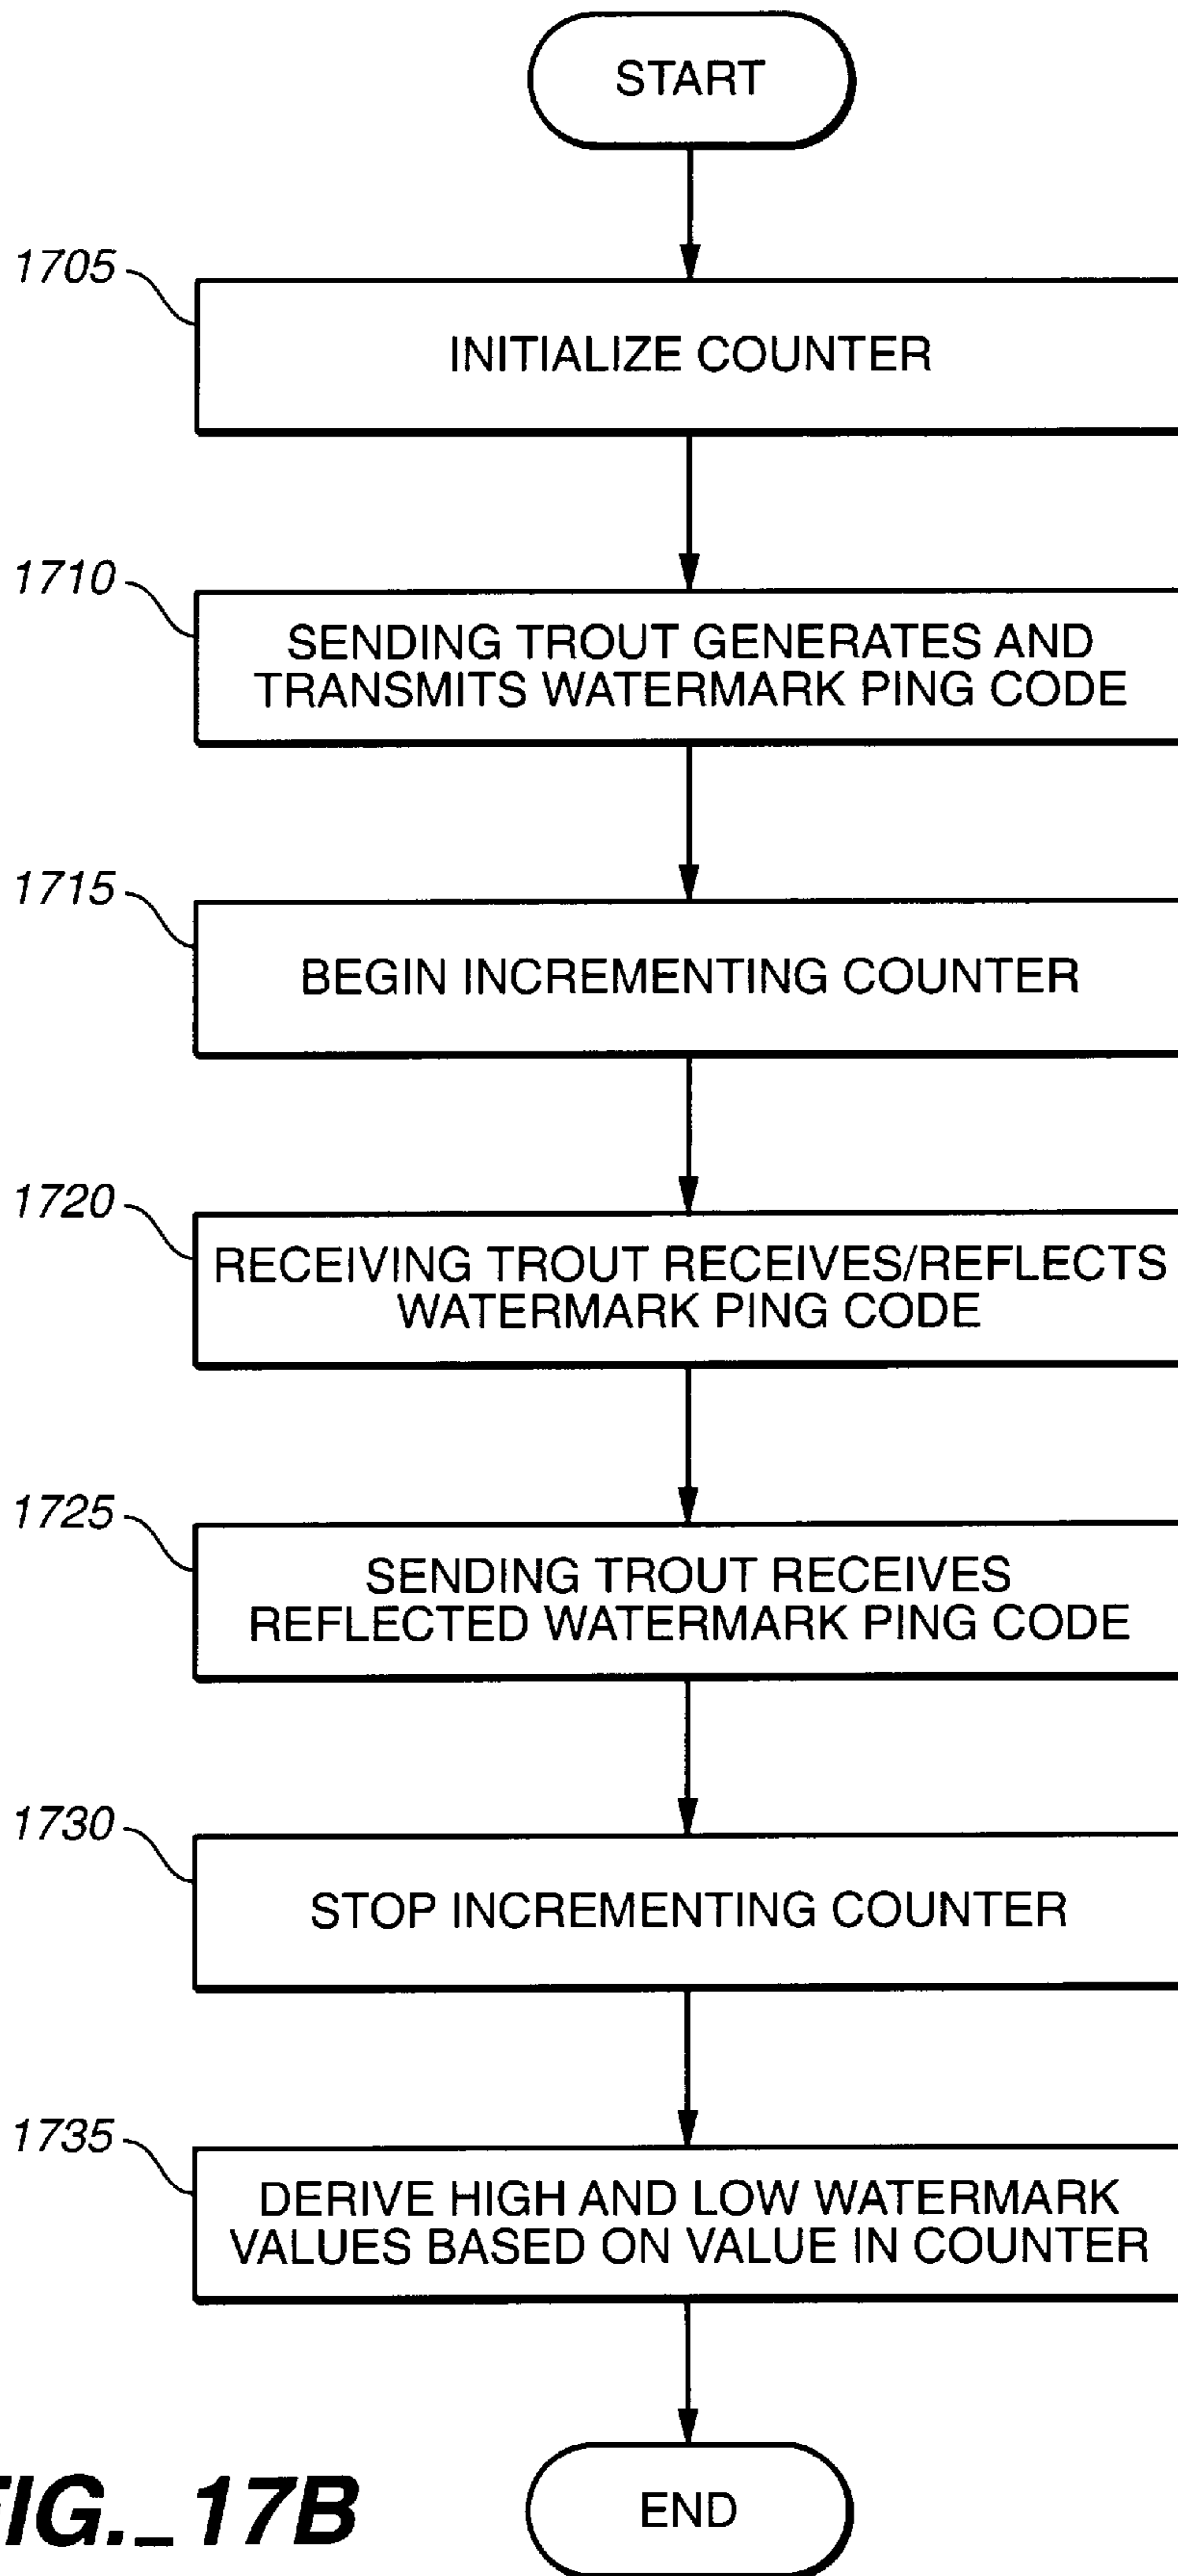 START
1705
INITIALIZE COUNTER
1710
SENDING TROUT GENERATES AND
TRANSMITS WATERMARK PING CODE
1715
BEGIN INCREMENTING COUNTER
1720
RECEIVING TROUT RECEIVES/REFLECTS
WATERMARK PING CODE
1725
SENDING TROUT RECEIVES
REFLECTED WATERMARK PING CODE
1730
STOP INCREMENTING COUNTER
1735
DERIVE HIGH AND LOW WATERMARK
VALUES BASED ON VALUE IN COUNTER
END
FIG._17B